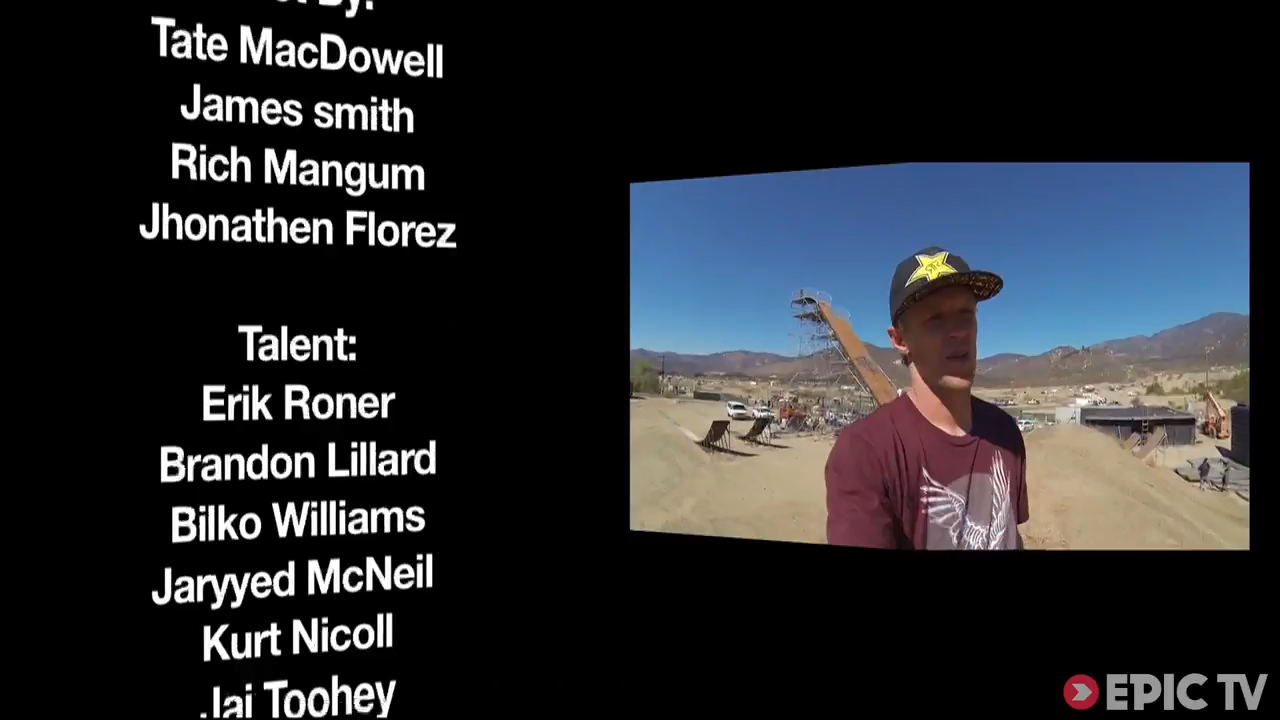 By:
Tate MacDowell
James smith
Rich Mangum
Jhonathen Florez
Talent:
Erik Roner
Brandon Lillard
Bilko Williams
Jaryyed McNeil
Kurt Nicoll
Jai Toohey
EPIC TV